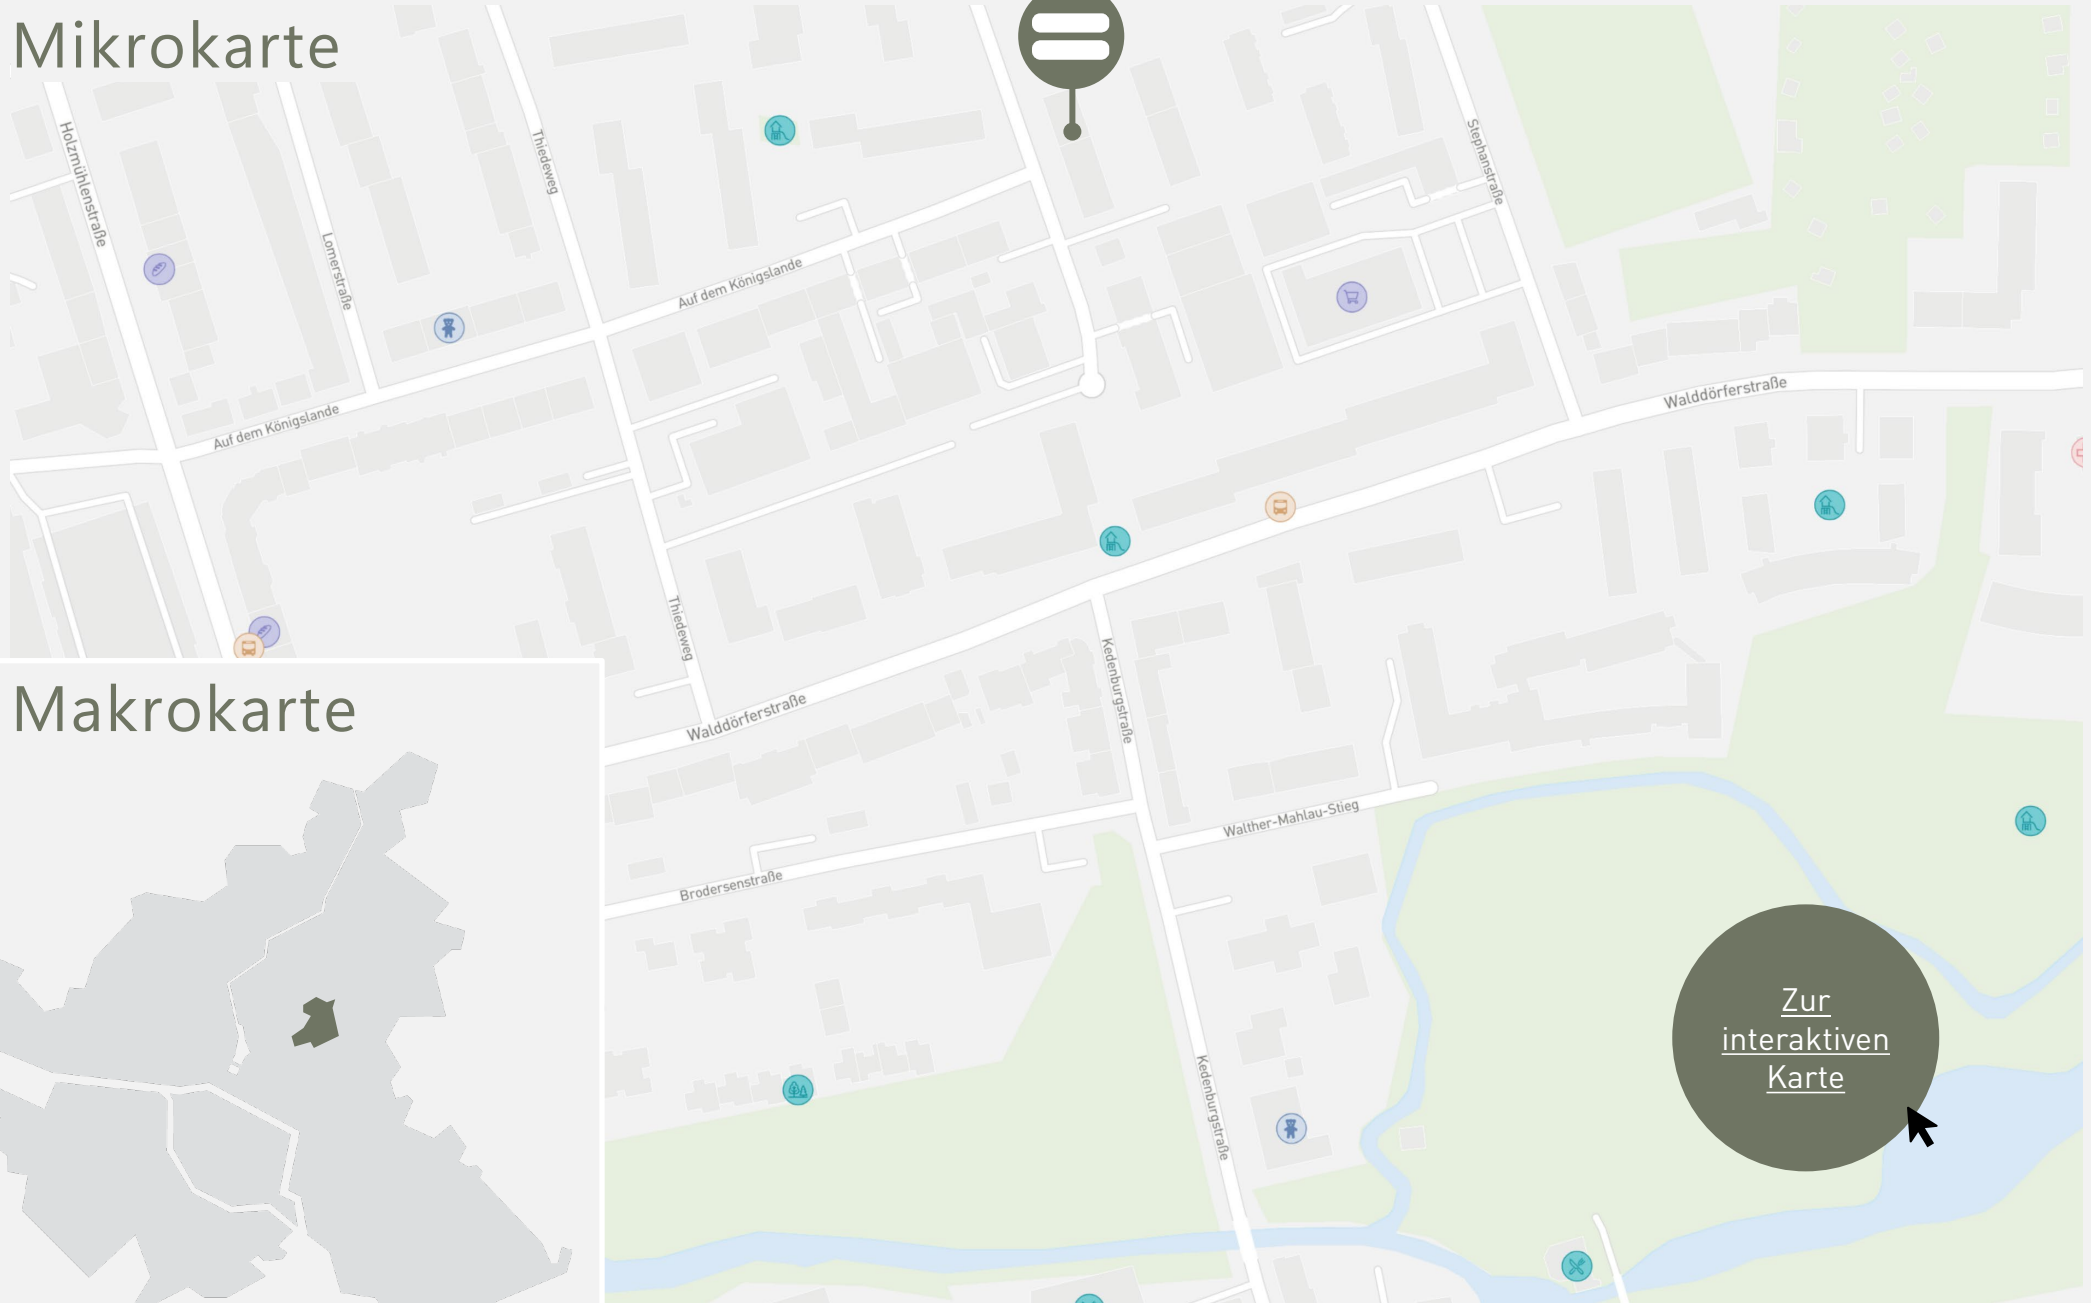 Mikrokarte
Holzmühlenstraße
Lomerstraße
Thiedeweg
Stephanstraße
Auf dem Königslande
Auf dem Königslande
Walddörferstraße
Thiedeweg
Walddörferstraße
Kedenburgstraße
Walther-Mahlau-Stieg
Brodersenstraße
Kedenburgstraße
Makrokarte
Zur
interaktiven
Karte